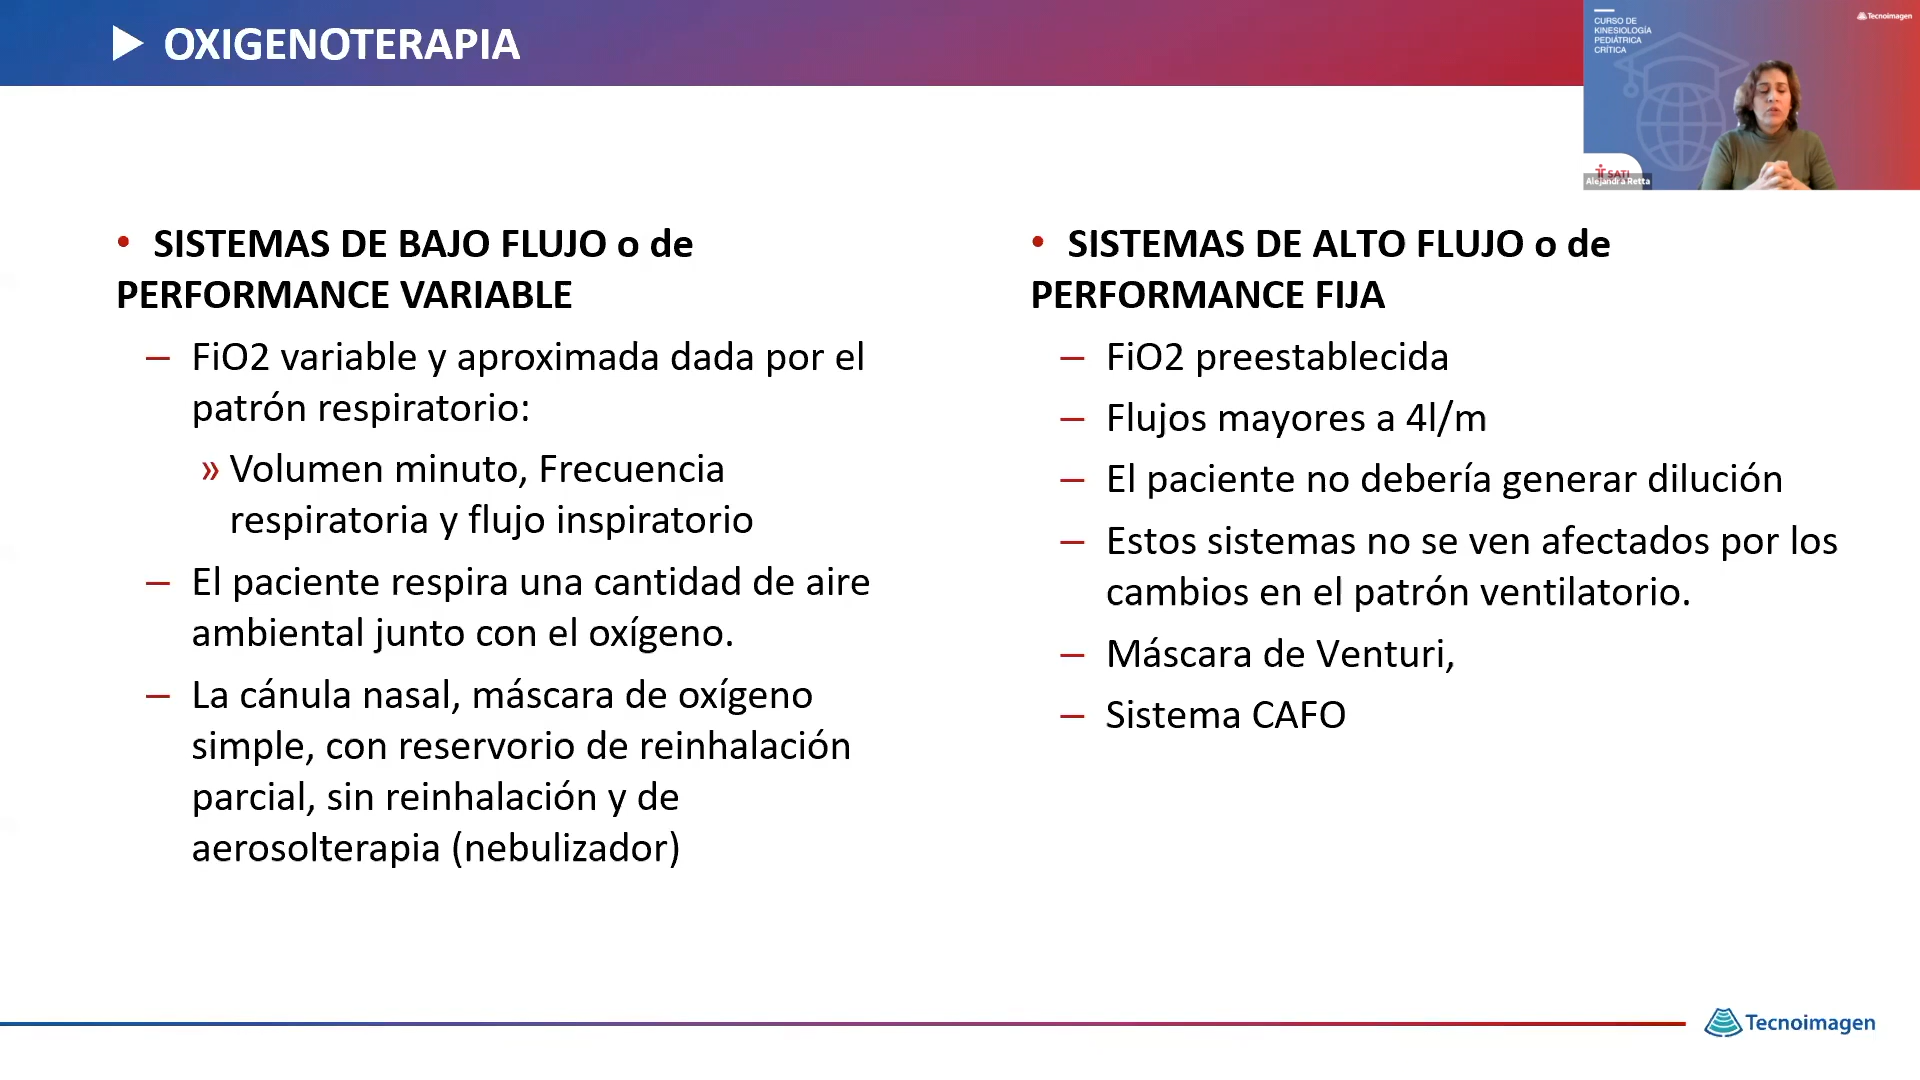 OXIGENOTERAPIA
CURSO DE
KINESIOLOGÍA
PEDIÁTRICA
CRÍTICA
Tecnoimagen
SATI
Alejandra Retta
• SISTEMAS DE BAJO FLUJO o de
PERFORMANCE VARIABLE
– FiO2 variable y aproximada dada por el
patrón respiratorio:
» Volumen minuto, Frecuencia
respiratoria y flujo inspiratorio
– El paciente respira una cantidad de aire
ambiental junto con el oxígeno.
– La cánula nasal, máscara de oxígeno
simple, con reservorio de reinhalación
parcial, sin reinhalación y de
aerosolterapia (nebulizador)
• SISTEMAS DE ALTO FLUJO o de
PERFORMANCE FIJA
– FiO2 preestablecida
– Flujos mayores a 4l/m
– El paciente no debería generar dilución
– Estos sistemas no se ven afectados por los
cambios en el patrón ventilatorio.
– Máscara de Venturi,
– Sistema CAFO
Tecnoimagen